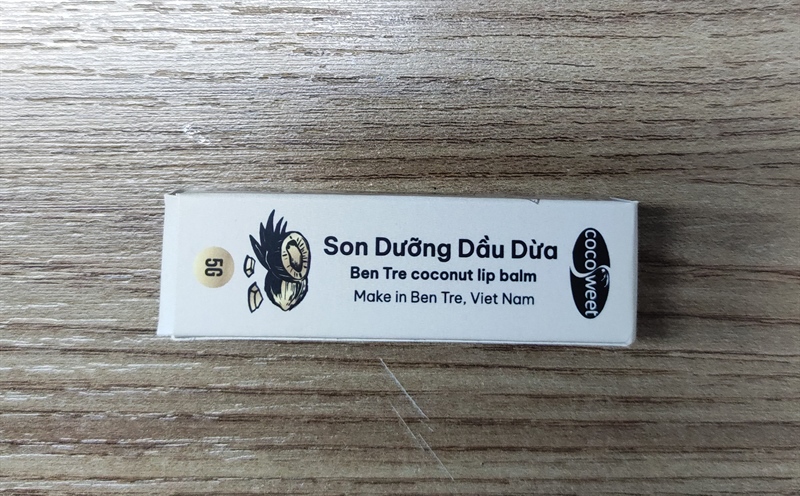 5G
Son Dưỡng Dầu Dừa
Ben Tre coconut lip balm
Make in Ben Tre, Viet Nam
cocosweet